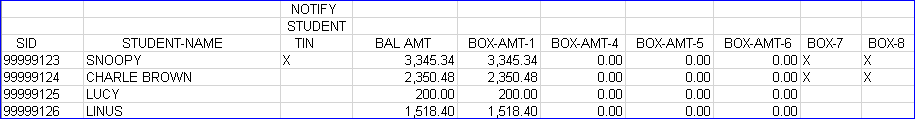 NOTIFY
STUDENT
SID STUDENT-NAME TIN BAL AMT BOX-AMT-1 BOX-AMT-4 BOX-AMT-5 BOX-AMT-6 BOX-7 BOX-8
99999123 SNOOPY X 3,345.34 3,345.34 0.00 0.00 0.00 X X
99999124 CHARLE BROWN 2,350.48 2,350.48 0.00 0.00 0.00 X X
99999125 LUCY 200.00 200.00 0.00 0.00 0.00
99999126 LINUS 1,518.40 1,518.40 0.00 0.00 0.00